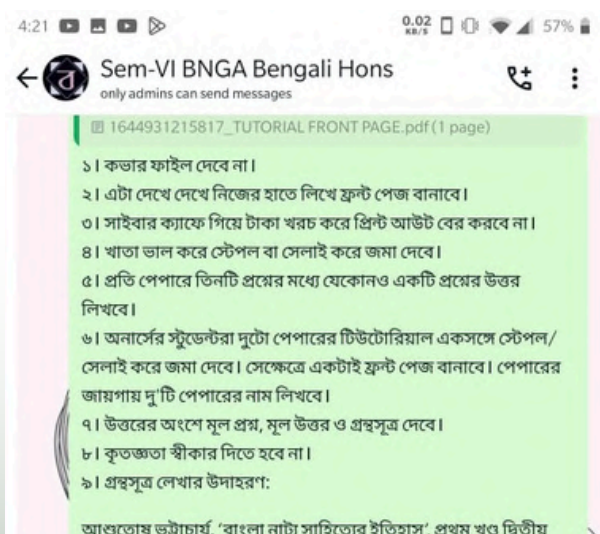 4:21
0.02
KB/S
57%
Sem-VI BNGA Bengali Hons
only admins can send messages
1644931215817_TUTORIAL FRONT PAGE.pdf (1 page)
১। কভার ফাইল দেবে না।
২। এটা দেখে দেখে নিজের হাতে লিখে ফ্রন্ট পেজ বানাবে।
৩। সাইবার ক্যাফে গিয়ে টাকা খরচ করে প্রিন্ট আউট বের করবে না।
৪। খাতা ভাল করে স্টেপল বা সেলাই করে জমা দেবে।
৫। প্রতি পেপারে তিনটি প্রশ্নের মধ্যে যেকোনও একটি প্রশ্নের উত্তর
লিখবে।
৬। অনার্সের স্টুডেন্টরা দুটো পেপারের টিউটোরিয়াল একসঙ্গে স্টেপল/
সেলাই করে জমা দেবে। সেক্ষেত্রে একটাই ফ্রন্ট পেজ বানাবে। পেপারের
জায়গায় দু'টি পেপারের নাম লিখবে।
৭। উত্তরের অংশে মূল প্রশ্ন, মূল উত্তর ও গ্রন্থসূত্র দেবে।
৮। কৃতজ্ঞতা স্বীকার দিতে হবে না।
৯। গ্রন্থসূত্র লেখার উদাহরণ:
আশুতোষ ভট্টাচার্য, 'বাংলা নাট্য সাহিত্যের ইতিহাস', প্রথম খণ্ড দ্বিতীয়